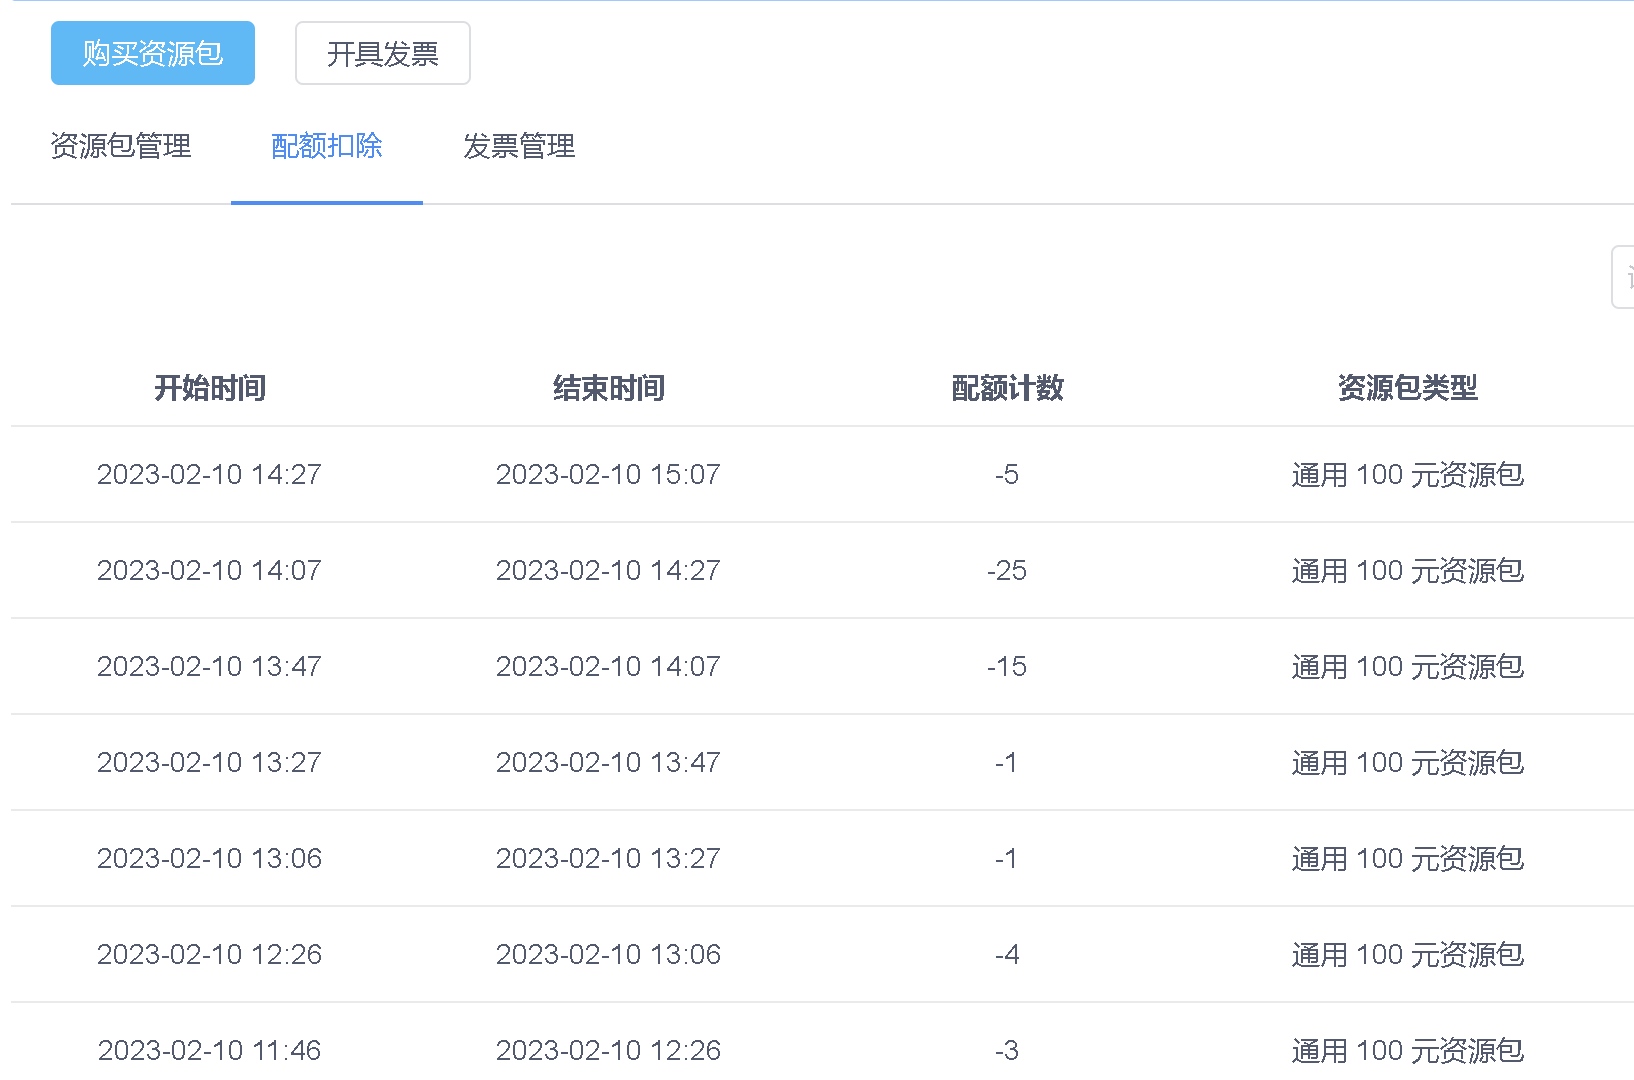 购买资源包 开具发票
资源包管理 配额扣除 发票管理
开始时间 结束时间 配额计数 资源包类型
2023-02-10 14:27 2023-02-10 15:07 -5 通用 100 元资源包
2023-02-10 14:07 2023-02-10 14:27 -25 通用 100 元资源包
2023-02-10 13:47 2023-02-10 14:07 -15 通用 100 元资源包
2023-02-10 13:27 2023-02-10 13:47 -1 通用 100 元资源包
2023-02-10 13:06 2023-02-10 13:27 -1 通用 100 元资源包
2023-02-10 12:26 2023-02-10 13:06 -4 通用 100 元资源包
2023-02-10 11:46 2023-02-10 12:26 -3 通用 100 元资源包